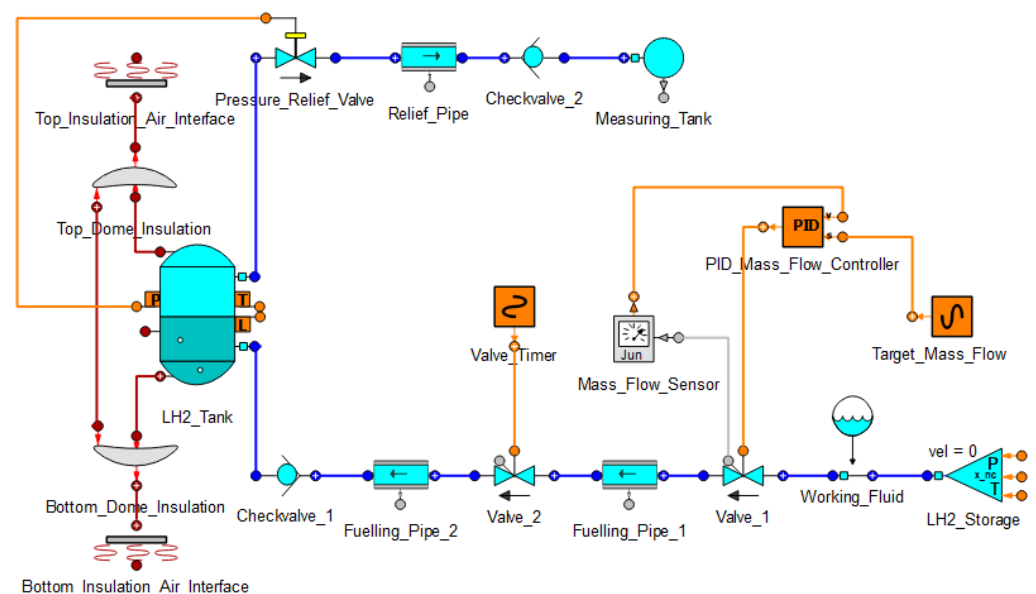 Pressure_Relief_Valve
Relief_Pipe
Checkvalve_2
Measuring_Tank
Top_Insulation_Air_Interface
Top_Dome_Insulation
P
T
L
LH2_Tank
PID
v
s
PID_Mass_Flow_Controller
Valve_Timer
Jun
Mass_Flow_Sensor
Target_Mass_Flow
Bottom_Dome_Insulation
Bottom_Insulation_Air_Interface
Checkvalve_1
Fuelling_Pipe_2
Valve_2
Fuelling_Pipe_1
Valve_1
Working_Fluid
vel = 0
P
x_nc
T
LH2_Storage